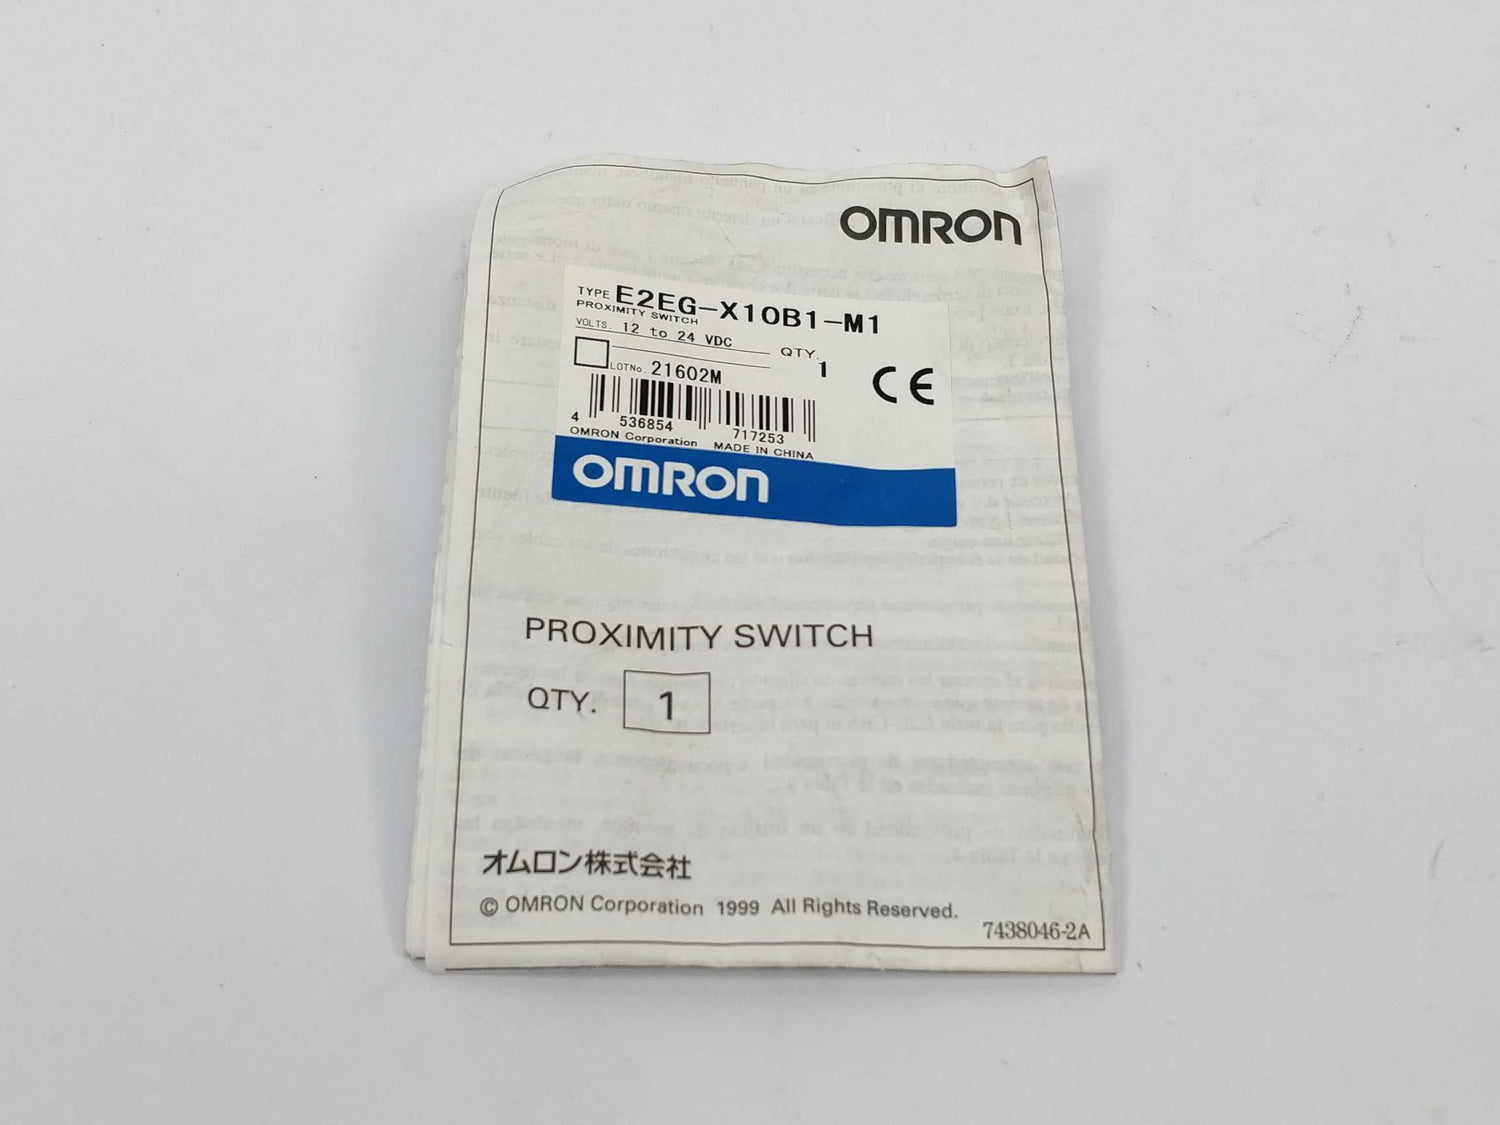 OMRON
TYPE E2EG-X10B1-M1
PROXIMITY SWITCH
VOLTS. 12 to 24 VDC
QTY. 1
LOTNo. 21602M
CE
4 536854 717253
OMRON Corporation MADE IN CHINA
OMRON
PROXIMITY SWITCH
QTY. 1
オムロン株式会社
© OMRON Corporation 1999 All Rights Reserved.
7438046-2A